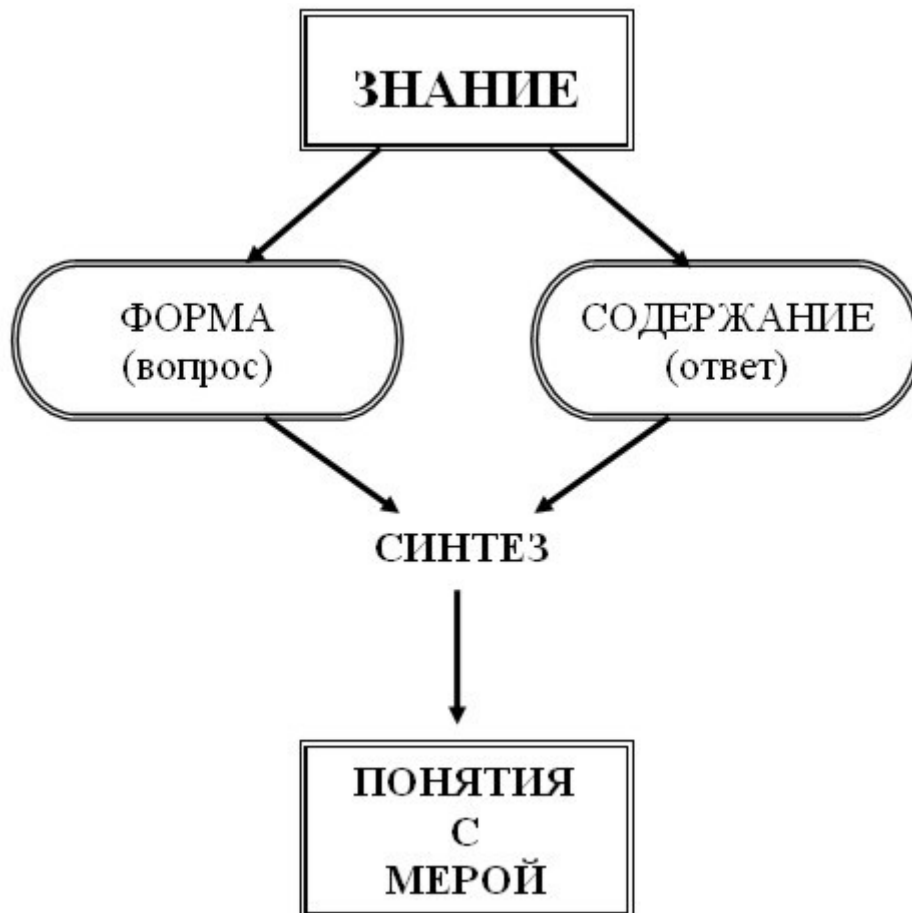 ЗНАНИЕ
ФОРМА
(вопрос)
СОДЕРЖАНИЕ
(ответ)
СИНТЕЗ
ПОНЯТИЯ
С
МЕРОЙ